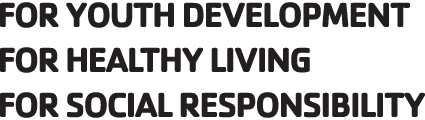 FOR YOUTH DEVELOPMENT
FOR HEALTHY LIVING
FOR SOCIAL RESPONSIBILITY